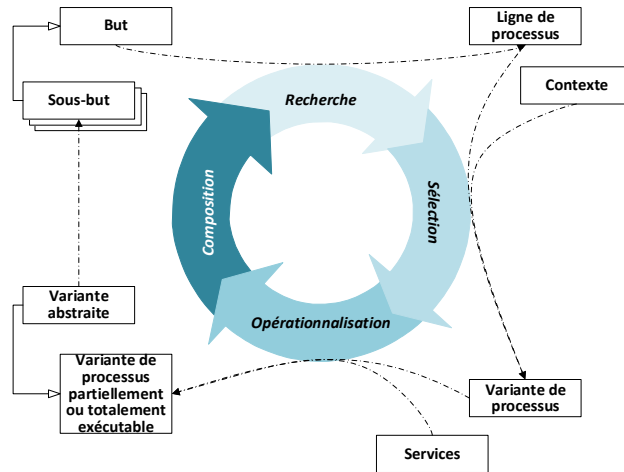 But
Ligne de
processus
Sous-but
Contexte
Recherche
Sélection
Composition
Opérationnalisation
Variante
abstraite
Variante de
processus
partiellement
ou totalement
exécutable
Variante de
processus
Services